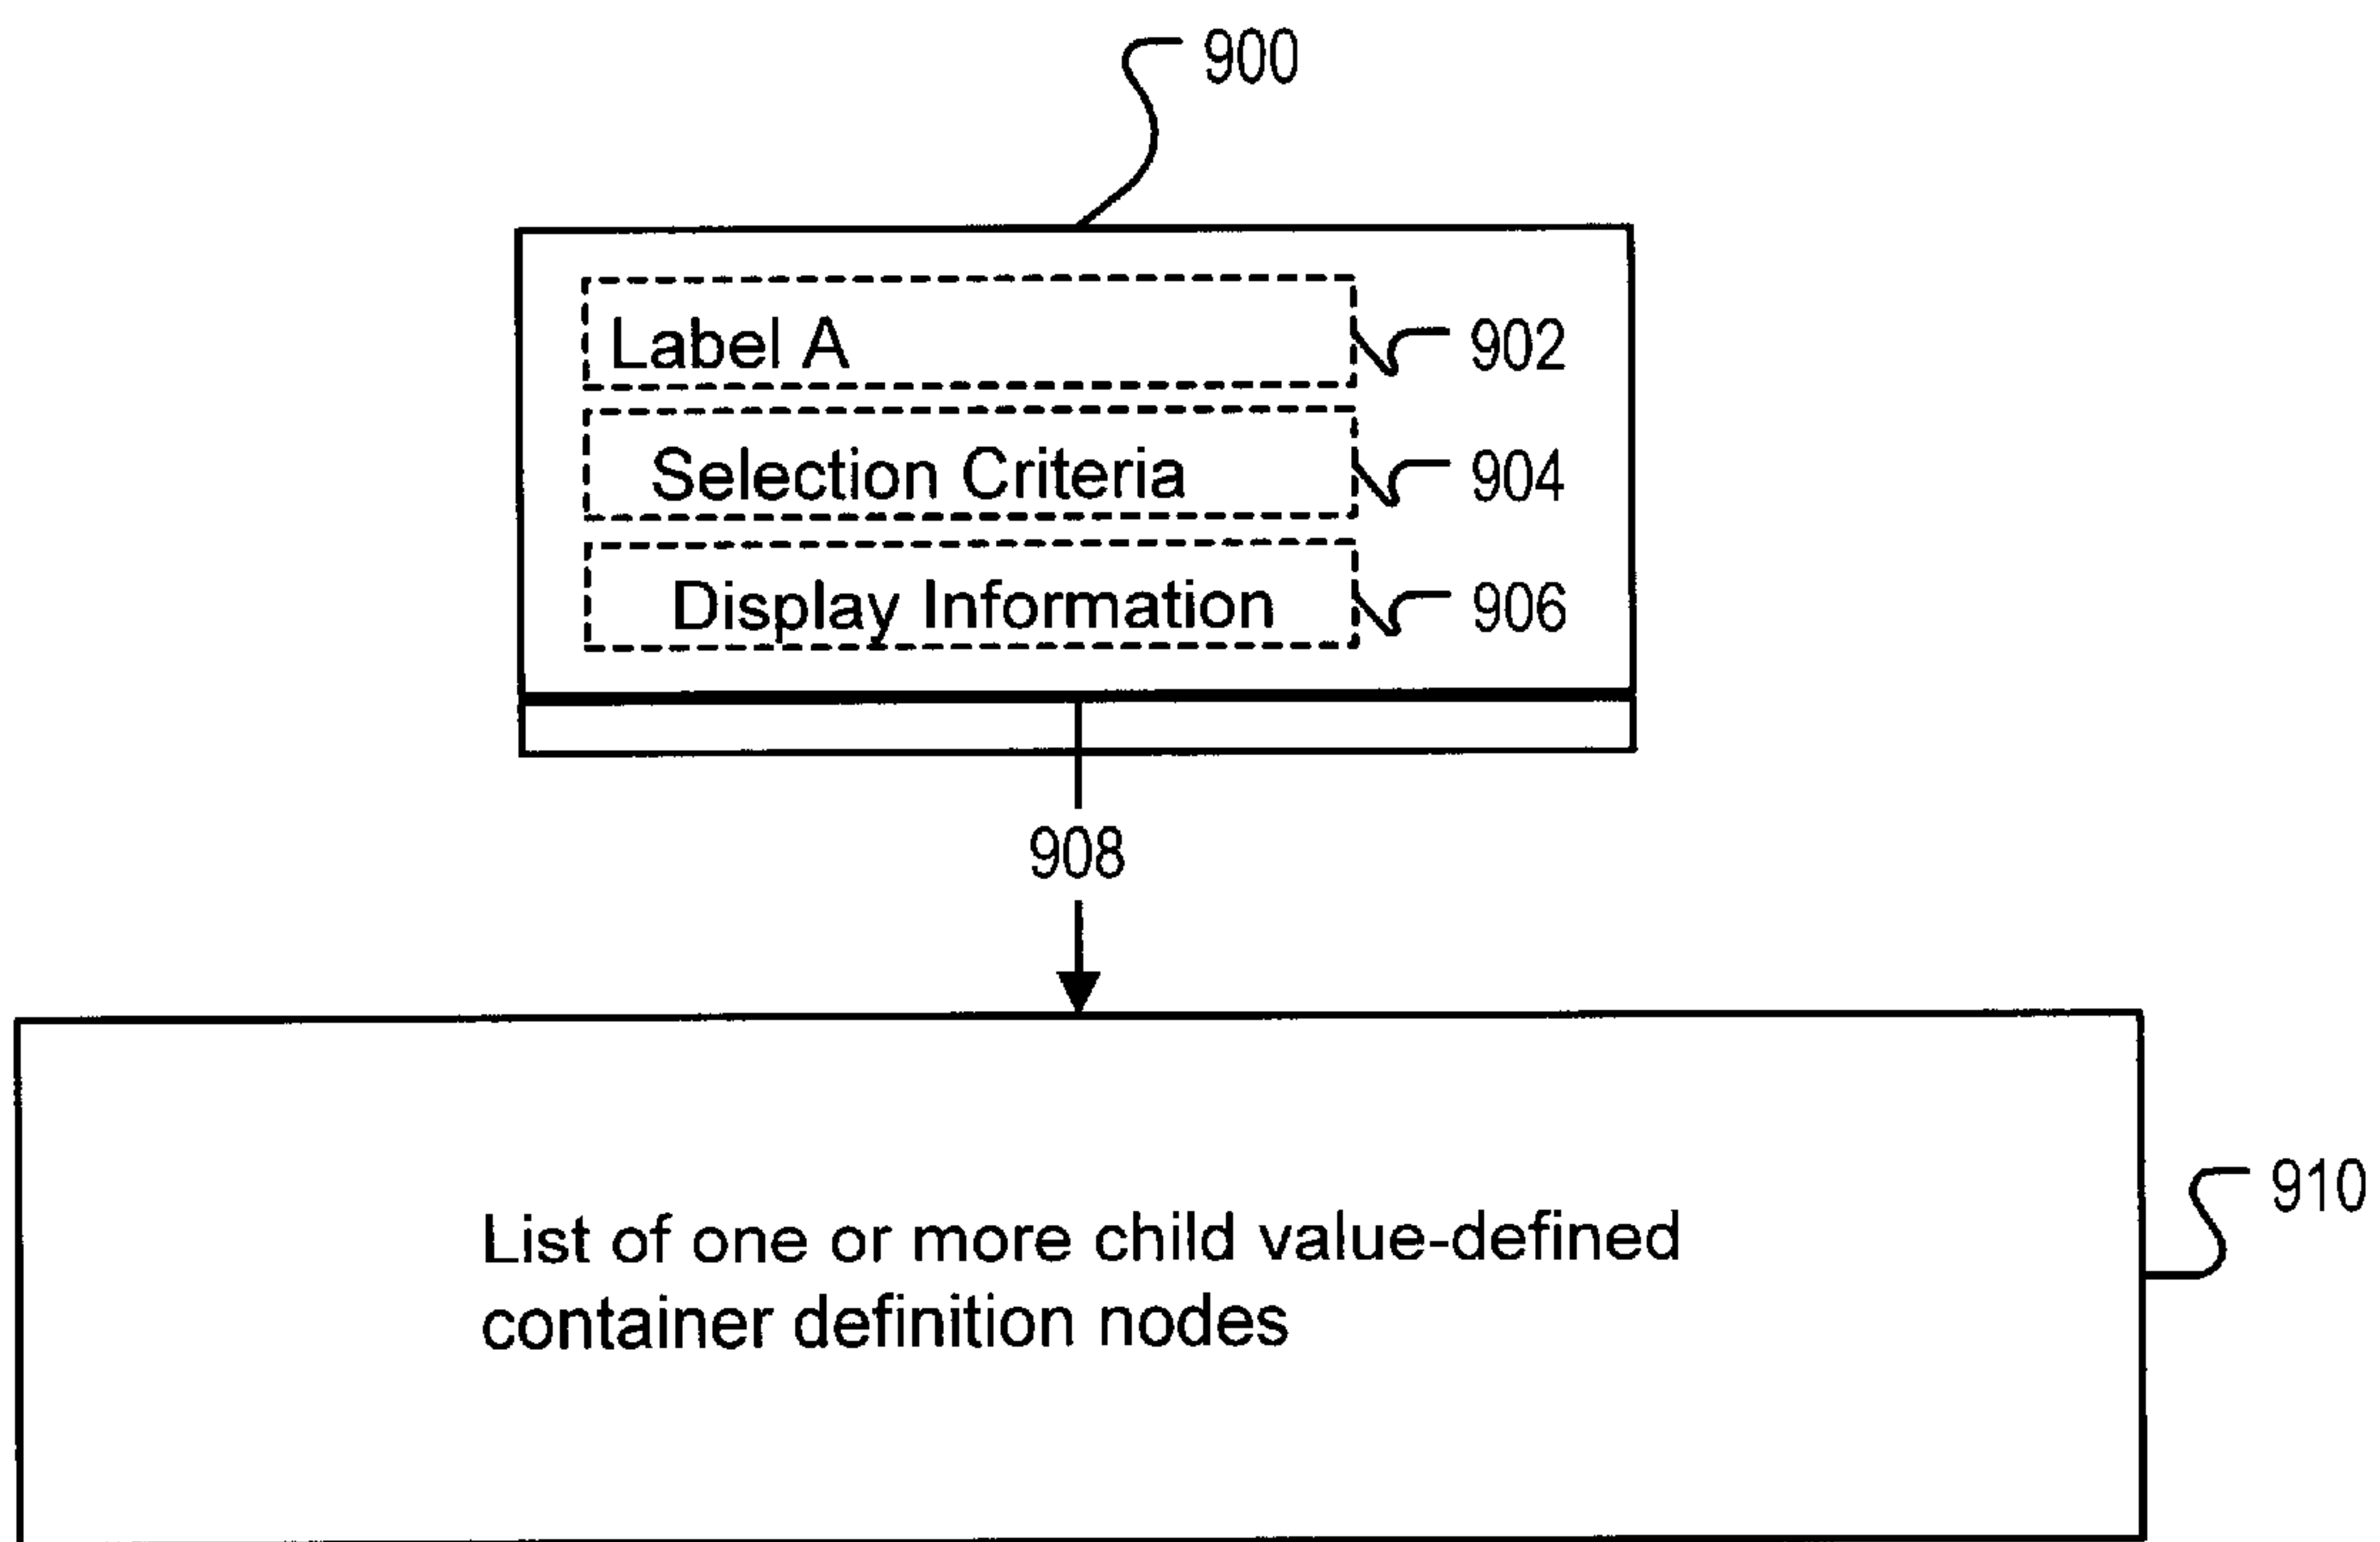 900
Label A
902
Selection Criteria
904
Display Information
906
908
910
List of one or more child value-defined
container definition nodes